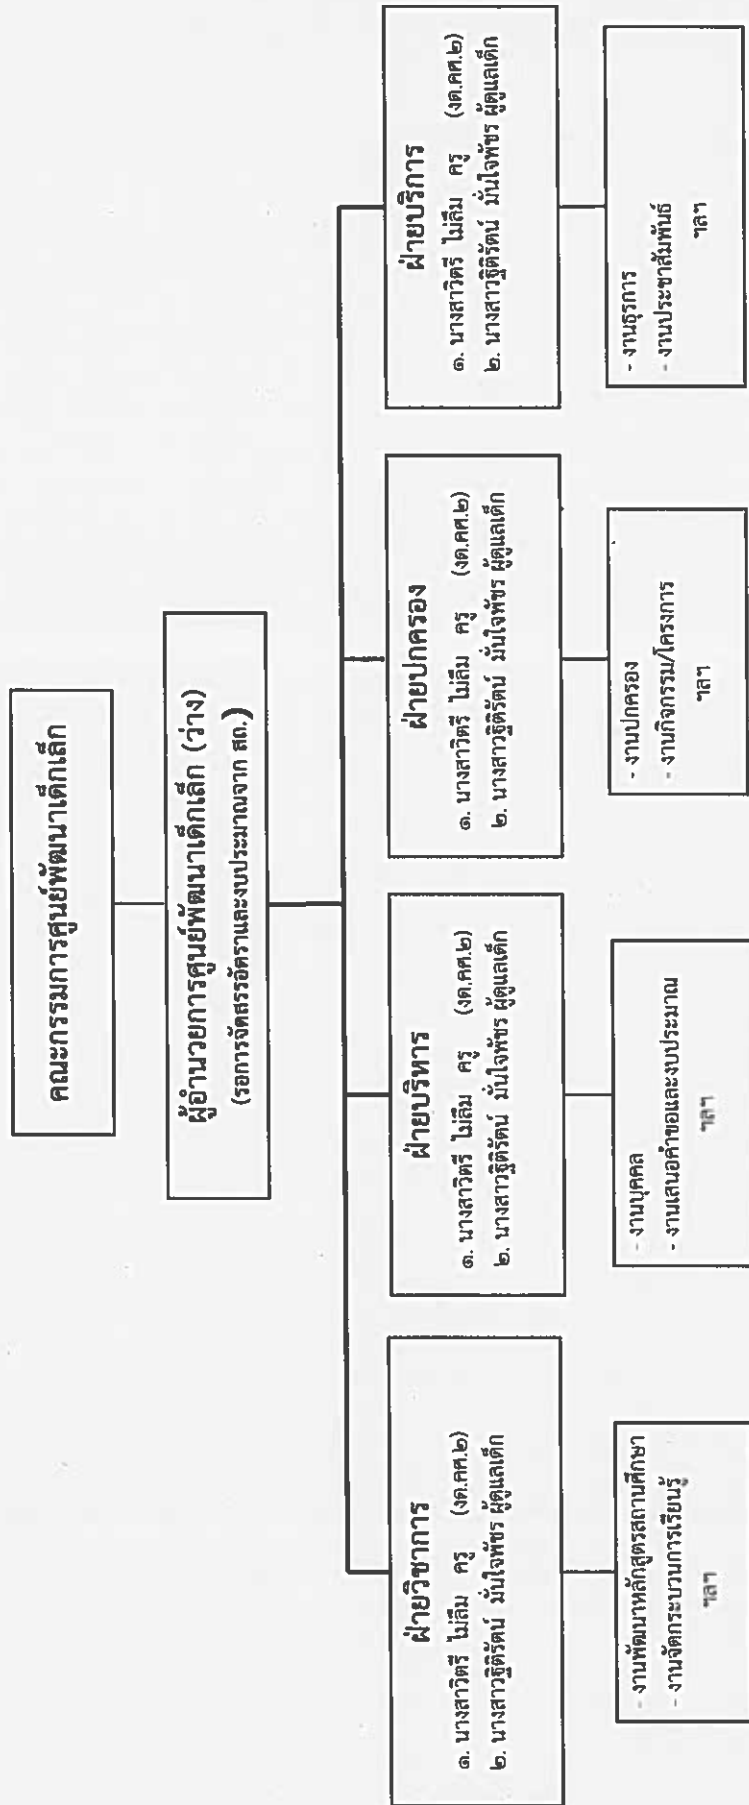 คณะกรรมการศูนย์พัฒนาเด็กเล็ก
ผู้อำนวยการศูนย์พัฒนาเด็กเล็ก (ว่าง)
(รอการจัดสรรอัตราและงบประมาณจาก สถ.)
ฝ่ายวิชาการ
๑. นางสาวิตรี ไม่ลืม ครู (งด.คศ.๒)
๒. นางสาวฐิติรัตน์ มั่นใจพัชร ผู้ดูแลเด็ก
- งานพัฒนาหลักสูตรสถานศึกษา
- งานจัดกระบวนการเรียนรู้
ฯลฯ
ฝ่ายบริหาร
๑. นางสาวิตรี ไม่ลืม ครู (งด.คศ.๒)
๒. นางสาวฐิติรัตน์ มั่นใจพัชร ผู้ดูแลเด็ก
- งานบุคคล
- งานเสนอคำขอและงบประมาณ
ฯลฯ
ฝ่ายปกครอง
๑. นางสาวิตรี ไม่ลืม ครู (งด.คศ.๒)
๒. นางสาวฐิติรัตน์ มั่นใจพัชร ผู้ดูแลเด็ก
- งานปกครอง
- งานกิจกรรม/โครงการ
ฯลฯ
ฝ่ายบริการ
๑. นางสาวิตรี ไม่ลืม ครู (งด.คศ.๒)
๒. นางสาวฐิติรัตน์ มั่นใจพัชร ผู้ดูแลเด็ก
- งานธุรการ
- งานประชาสัมพันธ์
ฯลฯ